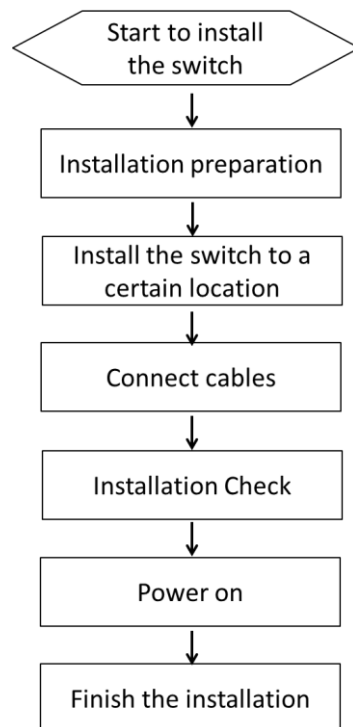 Start to install
the switch
Installation preparation
Install the switch to a
certain location
Connect cables
Installation Check
Power on
Finish the installation